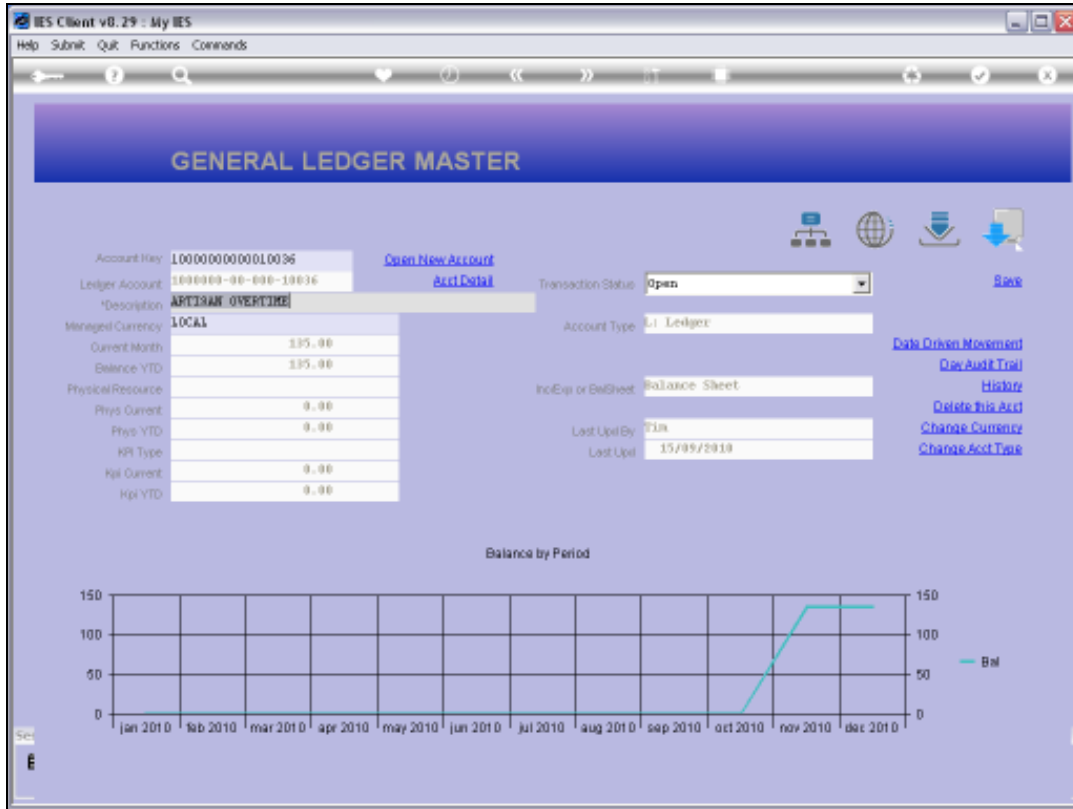 IES Client v8.29 : My IES
Help Submit Quit Functions Commands
GENERAL LEDGER MASTER
Account Key 10000000000010036 Open New Account
Ledger Account 1000000-00-000-10036 Acct Detail Transaction Status Open Save
*Description ARTISAN OVERTIME
Managed Currency LOCAL Account Type L: Ledger
Current Month 135.00 Date Driven Movement
Balance YTD 135.00 Day Audit Trail
Physical Resource Inc/Exp or BalSheet Balance Sheet History
Phys Current 0.00 Delete this Acct
Phys YTD 0.00 Last Upd By Tim Change Currency
KPI Type Last Upd 15/09/2010 Change Acct Type
Kpi Current 0.00
Kpi YTD 0.00
Balance by Period
150 150
100 100
50 50
Bal
0 0
jan 2010 feb 2010 mar 2010 apr 2010 may 2010 jun 2010 jul 2010 aug 2010 sep 2010 oct 2010 nov 2010 dec 2010